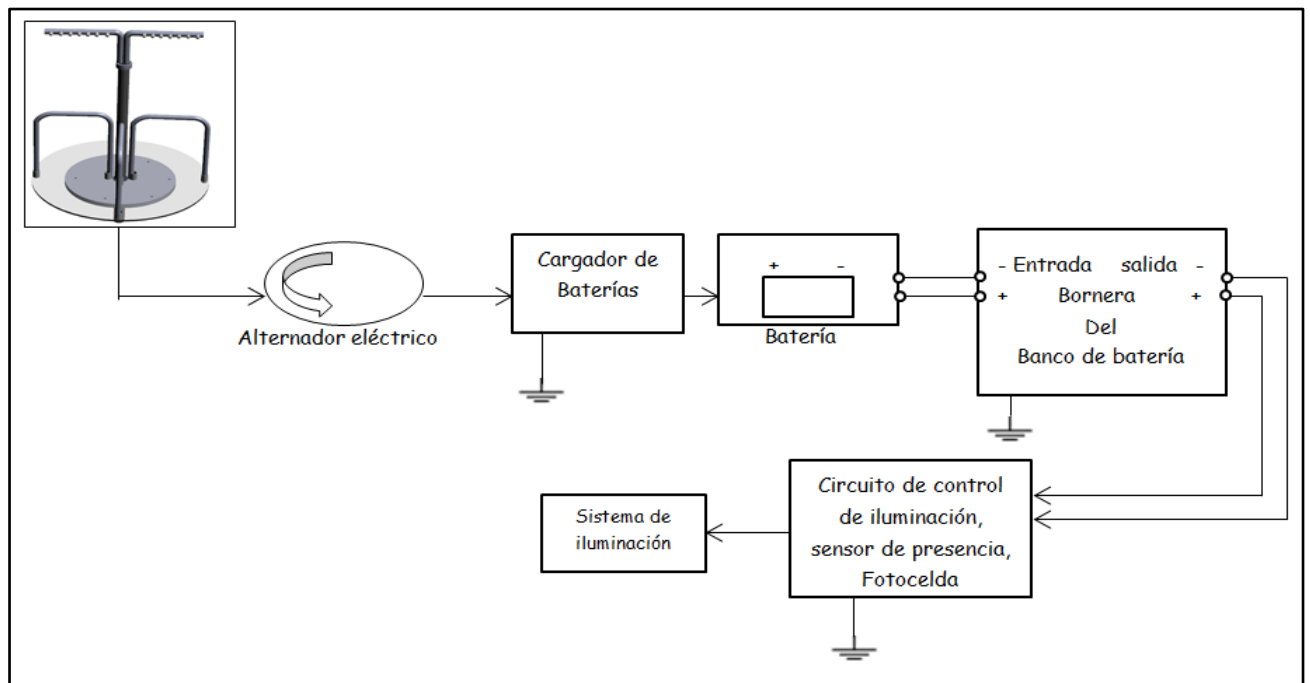 Alternador eléctrico
Cargador de
Baterías
+ -
Batería
- Entrada salida -
+ Bornera +
Del
Banco de batería
Circuito de control
de iluminación,
sensor de presencia,
Fotocelda
Sistema de
iluminación